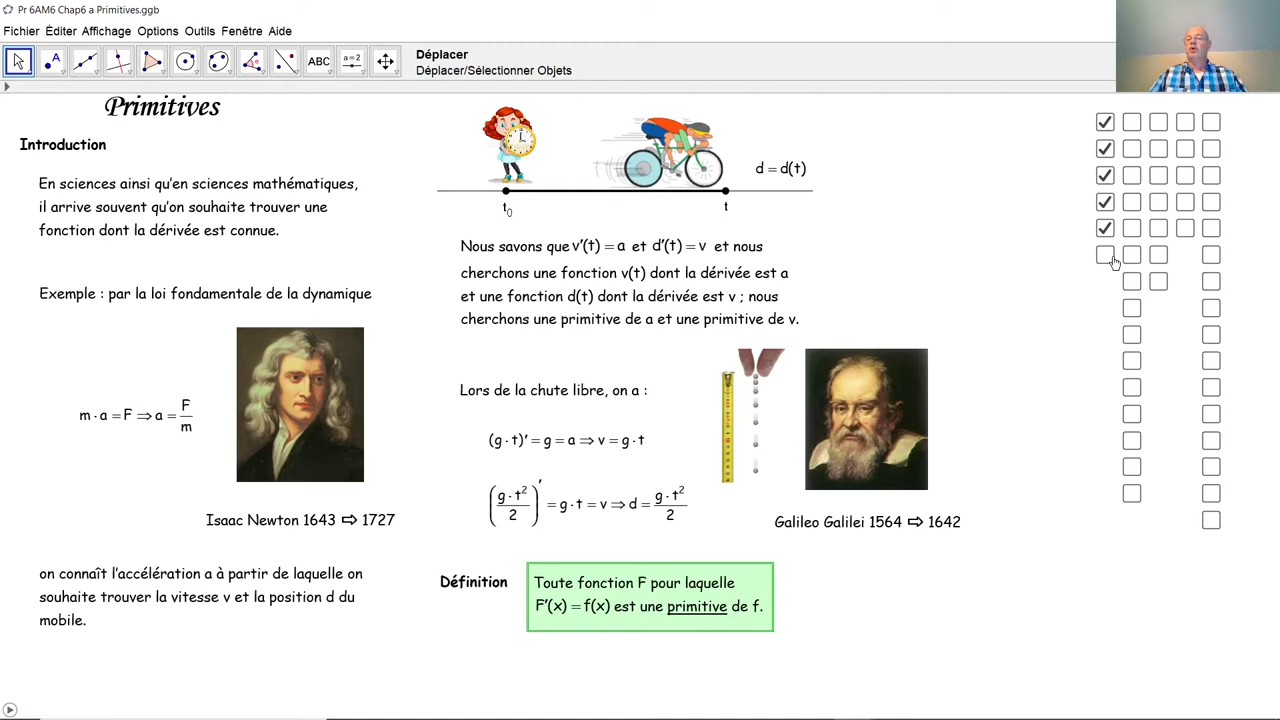 Pr 6AM6 Chap6 a Primitives.ggb
Fichier Éditer Affichage Options Outils Fenêtre Aide
ABC
a=2
Déplacer
Déplacer/Sélectionner Objets
Primitives
Introduction
En sciences ainsi qu'en sciences mathématiques,
il arrive souvent qu'on souhaite trouver une
fonction dont la dérivée est connue.
Exemple : par la loi fondamentale de la dynamique
m · a = F ⇒ a = F/m
Isaac Newton 1643 ⇨ 1727
on connaît l'accélération a à partir de laquelle on
souhaite trouver la vitesse v et la position d du
mobile.
d = d(t)
t₀ t
Nous savons que v'(t) = a et d'(t) = v et nous
cherchons une fonction v(t) dont la dérivée est a
et une fonction d(t) dont la dérivée est v ; nous
cherchons une primitive de a et une primitive de v.
Lors de la chute libre, on a :
(g · t)' = g = a ⇒ v = g · t
(g · t²/2)' = g · t = v ⇒ d = g · t²/2
Galileo Galilei 1564 ⇨ 1642
Définition
Toute fonction F pour laquelle
F'(x) = f(x) est une primitive de f.